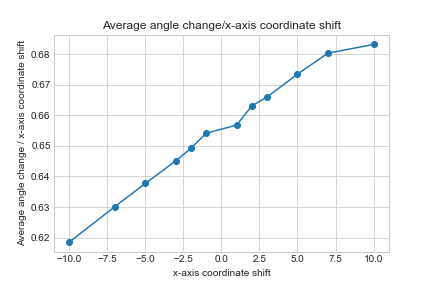 Average angle change/x-axis coordinate shift
Average angle change / x-axis coordinate shift
0.68
0.67
0.66
0.65
0.64
0.63
0.62
−10.0 −7.5 −5.0 −2.5 0.0 2.5 5.0 7.5 10.0
x-axis coordinate shift